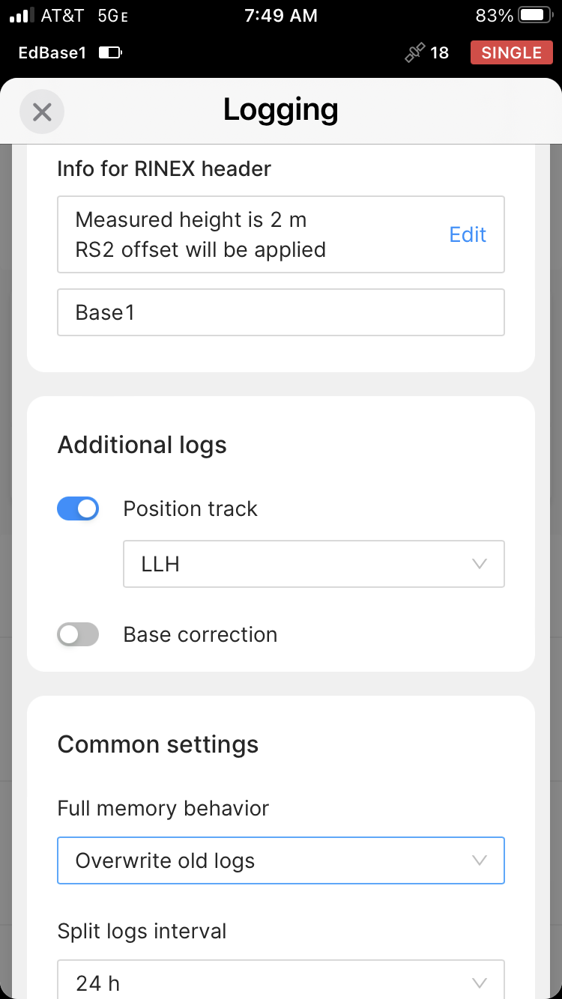 AT&T 5GE 7:49 AM 83%
EdBase1 18 SINGLE
Logging
Info for RINEX header
Measured height is 2 m
RS2 offset will be applied
Edit
Base1
Additional logs
Position track
LLH
Base correction
Common settings
Full memory behavior
Overwrite old logs
Split logs interval
24 h